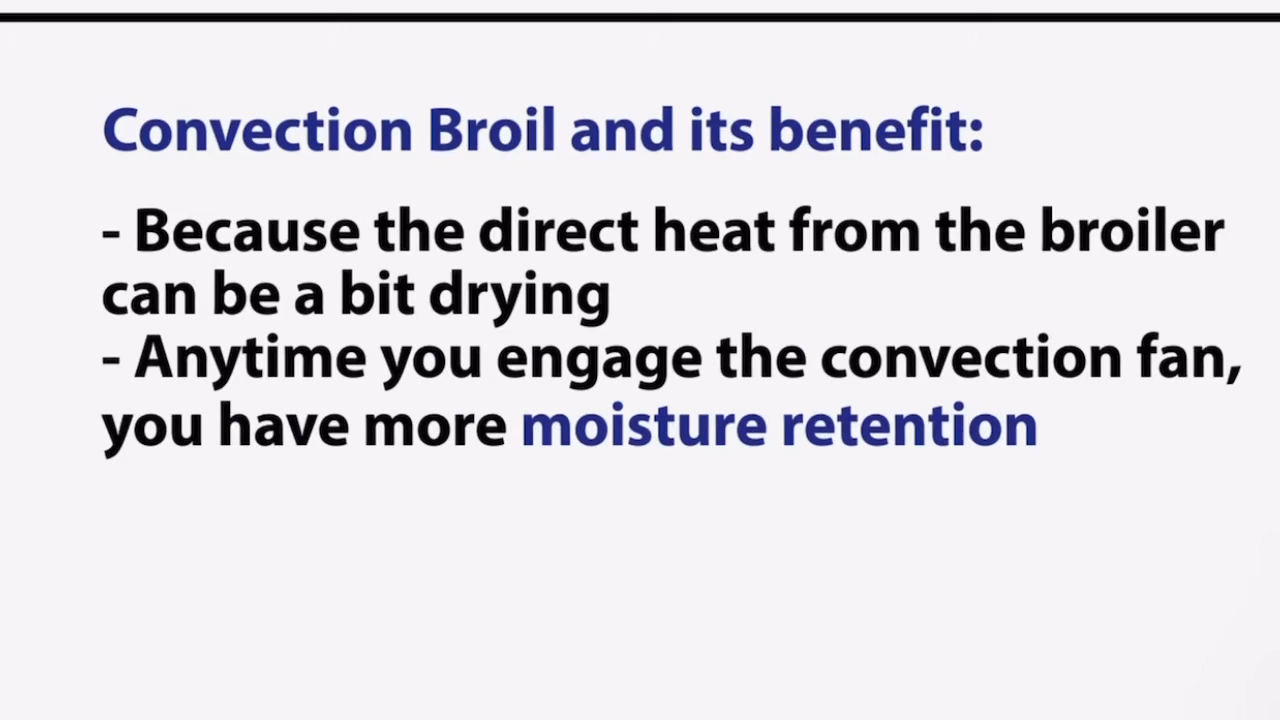 Convection Broil and its benefit:
- Because the direct heat from the broiler
can be a bit drying
- Anytime you engage the convection fan,
you have more moisture retention